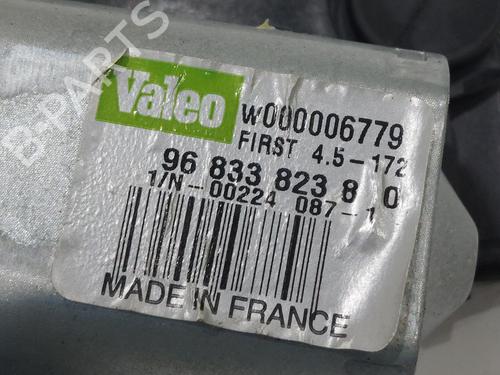 B-PARTS
Valeo
W000006779
FIRST 4.5-172
96 833 823 8 0
1/N-00224 087-1
MADE IN FRANCE